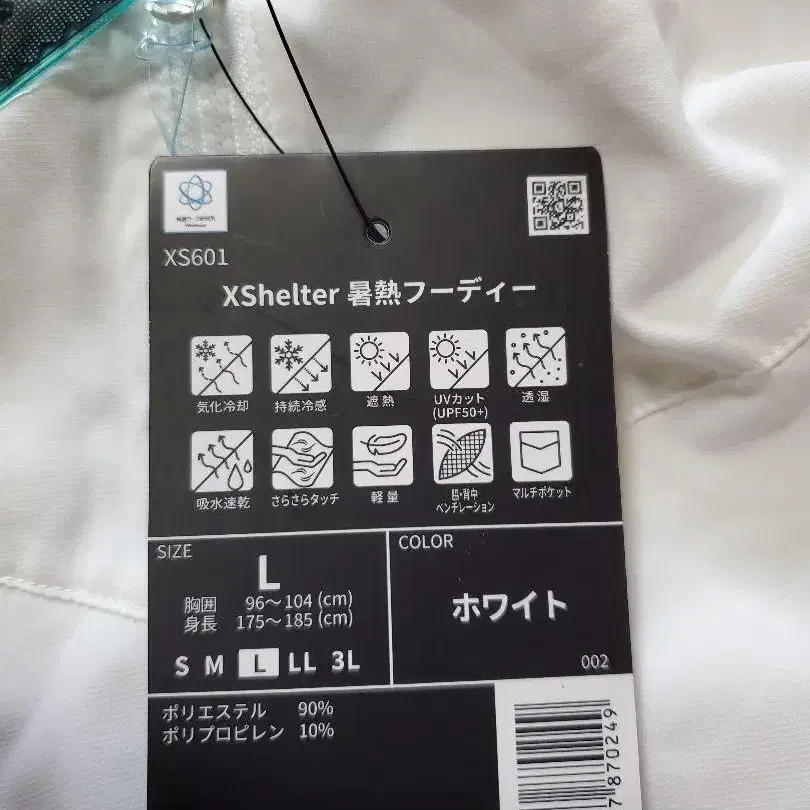 XS601
XShelter 暑熱フーディー
気化冷却 持続冷感 遮熱 UVカット 透湿
(UPF50+)
吸水速乾 さらさらタッチ 軽量 脇・背中 マルチポケット
ベンチレーション
SIZE
L
胸囲 96〜104 (cm)
身長 175〜185 (cm)
S M L LL 3L
COLOR
ホワイト
002
ポリエステル 90%
ポリプロピレン 10%
7870249